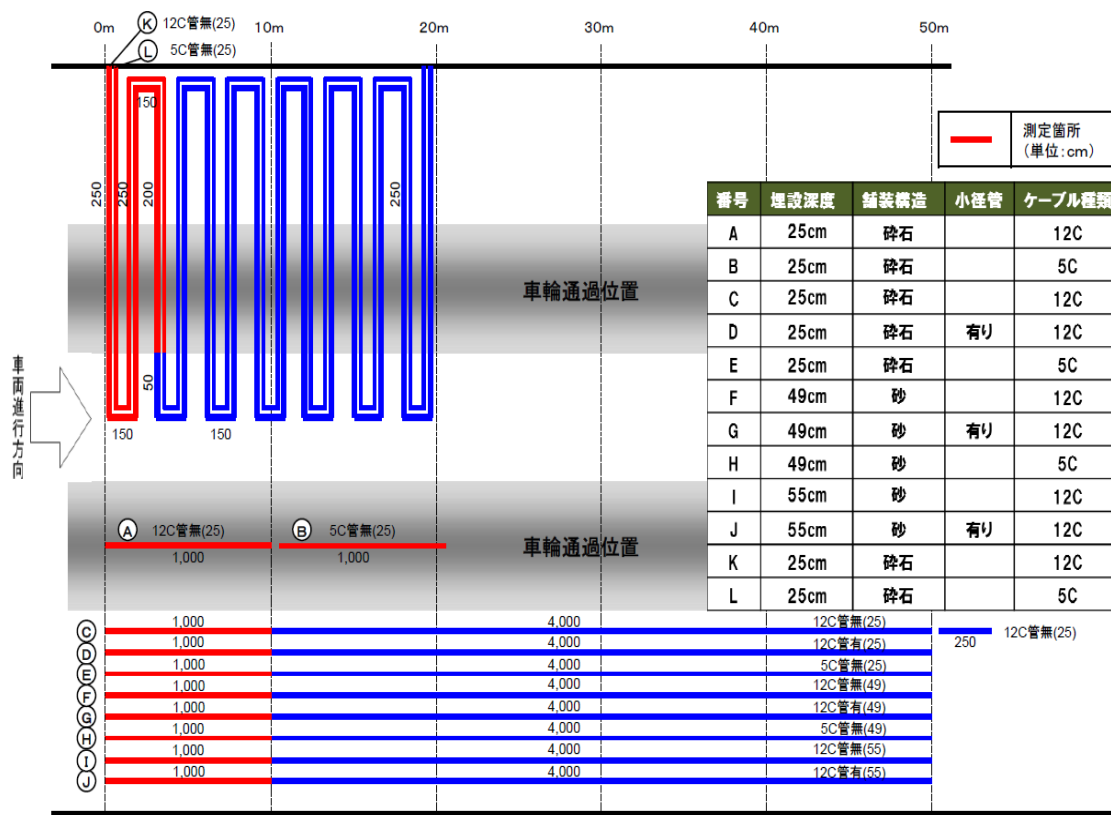 0m
10m
20m
30m
40m
50m
K 12C管無(25)
L 5C管無(25)
250
250
150
200
250
50
150
150
測定箇所
(単位:cm)
車輪通過位置
車両進行方向
番号 埋設深度 舗装構造 小径管 ケーブル種類
A 25cm 砕石 12C
B 25cm 砕石 5C
C 25cm 砕石 12C
D 25cm 砕石 有り 12C
E 25cm 砕石 5C
F 49cm 砂 12C
G 49cm 砂 有り 12C
H 49cm 砂 5C
I 55cm 砂 12C
J 55cm 砂 有り 12C
K 25cm 砕石 12C
L 25cm 砕石 5C
A 12C管無(25)
1,000
B 5C管無(25)
1,000
車輪通過位置
C 1,000 4,000 12C管無(25)
250 12C管無(25)
D 1,000 4,000 12C管有(25)
E 1,000 4,000 5C管無(25)
F 1,000 4,000 12C管無(49)
G 1,000 4,000 12C管有(49)
H 1,000 4,000 5C管無(49)
I 1,000 4,000 12C管無(55)
J 1,000 4,000 12C管有(55)